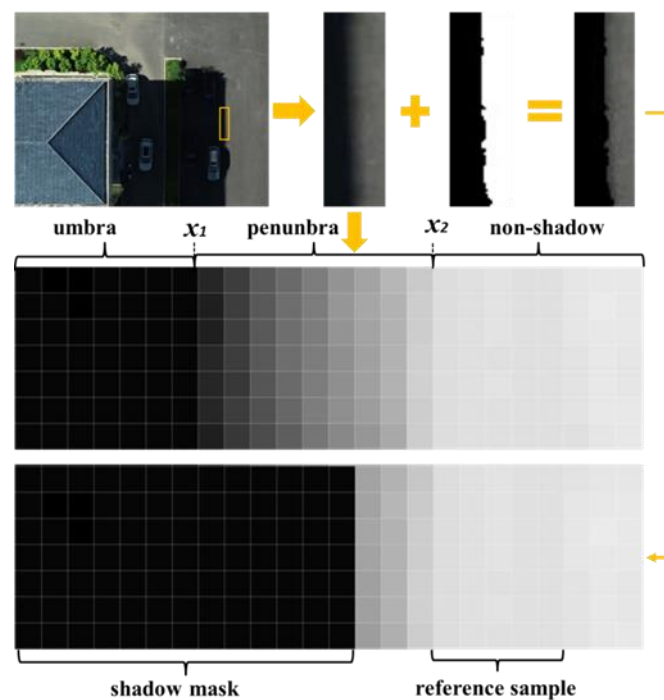 umbra x₁ penunbra x₂ non-shadow
shadow mask reference sample